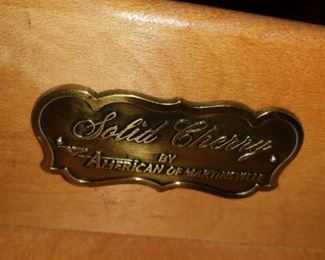 Solid Cherry
BY
AMERICAN OF MARTINSVILLE